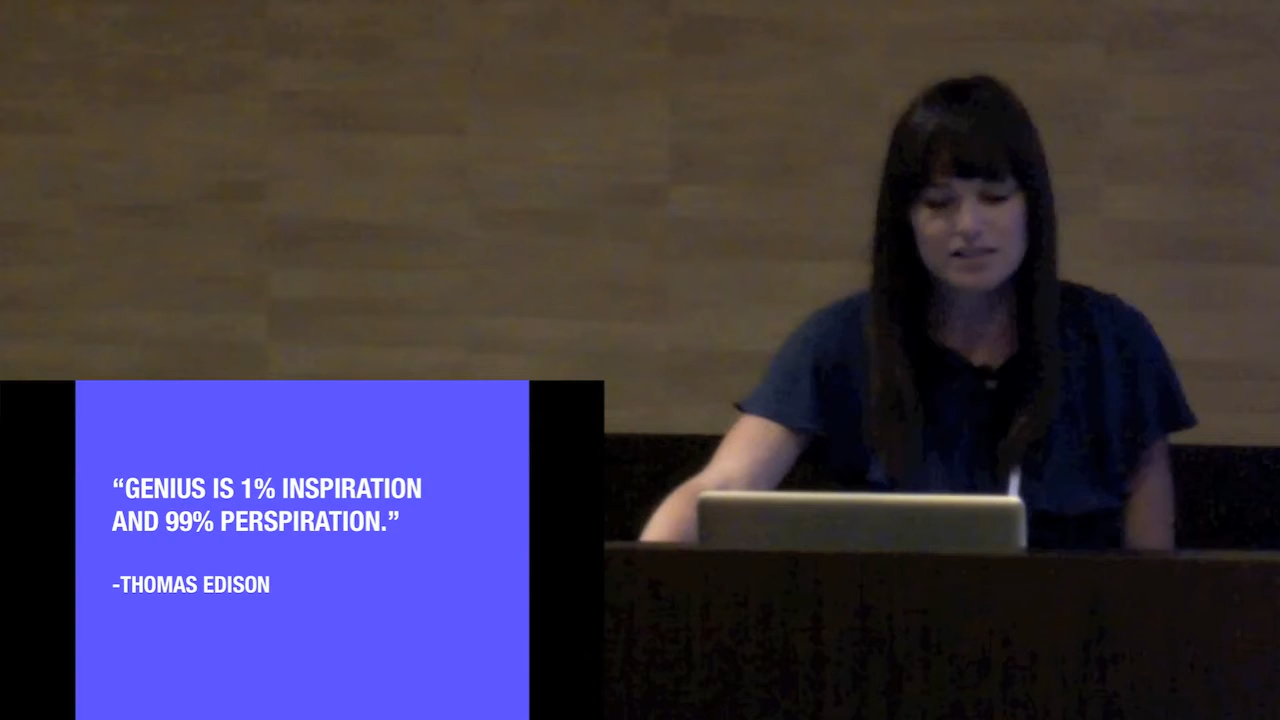 “GENIUS IS 1% INSPIRATION
AND 99% PERSPIRATION.”
-THOMAS EDISON